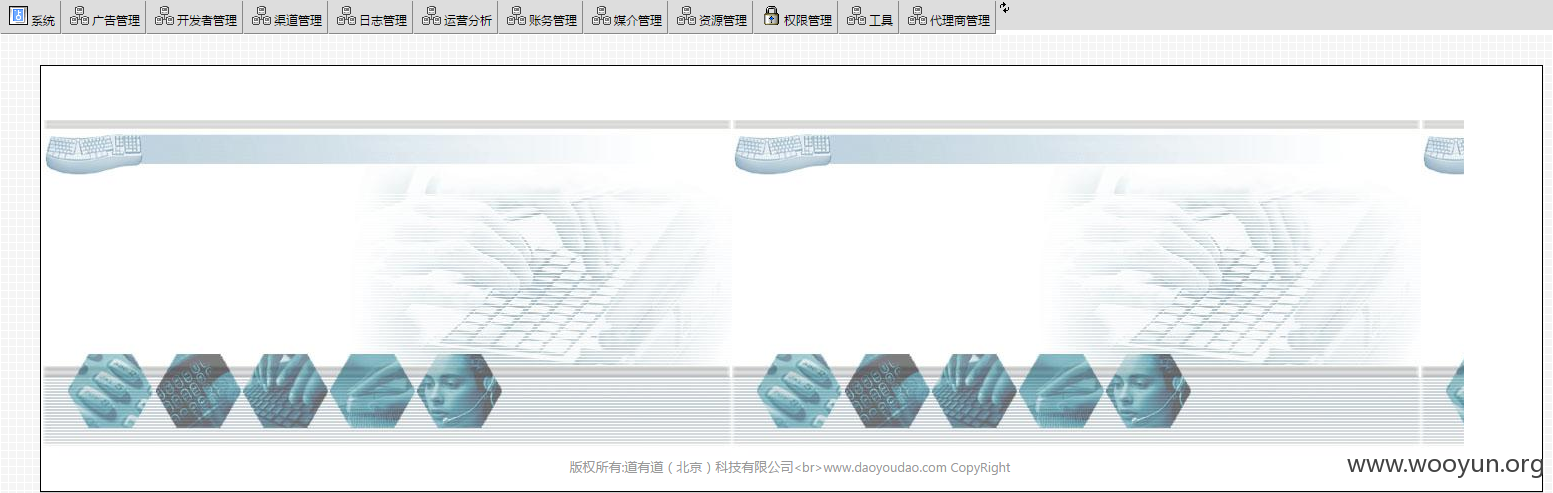 系统 广告管理 开发者管理 渠道管理 日志管理 运营分析 账务管理 媒介管理 资源管理 权限管理 工具 代理商管理
版权所有:道有道（北京）科技有限公司<br>www.daoyoudao.com CopyRight
www.wooyun.org